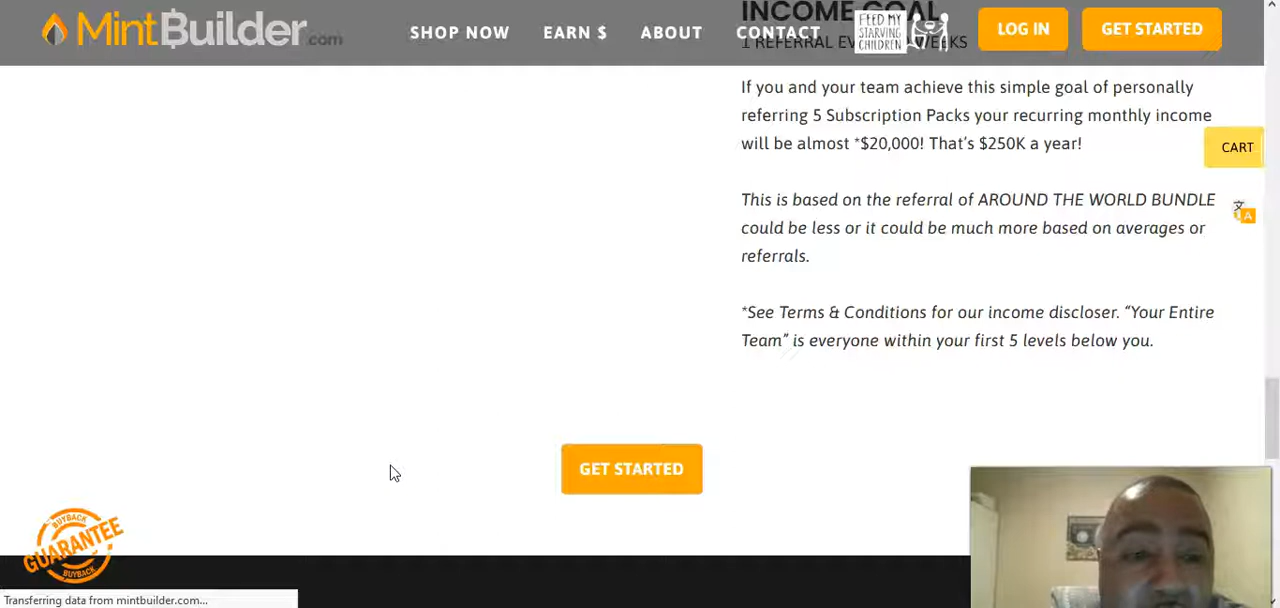 MintBuilder.com
SHOP NOW
EARN $
ABOUT
CONTACT
FEED MY
STARVING
CHILDREN
LOG IN
GET STARTED
INCOME GOAL
1 REFERRAL EV WEEKS
If you and your team achieve this simple goal of personally
referring 5 Subscription Packs your recurring monthly income
will be almost *$20,000! That's $250K a year!
CART
文
A
This is based on the referral of AROUND THE WORLD BUNDLE
could be less or it could be much more based on averages or
referrals.
*See Terms & Conditions for our income discloser. “Your Entire
Team” is everyone within your first 5 levels below you.
GET STARTED
BUYBACK
GUARANTEE
BUYBACK
Transferring data from mintbuilder.com...